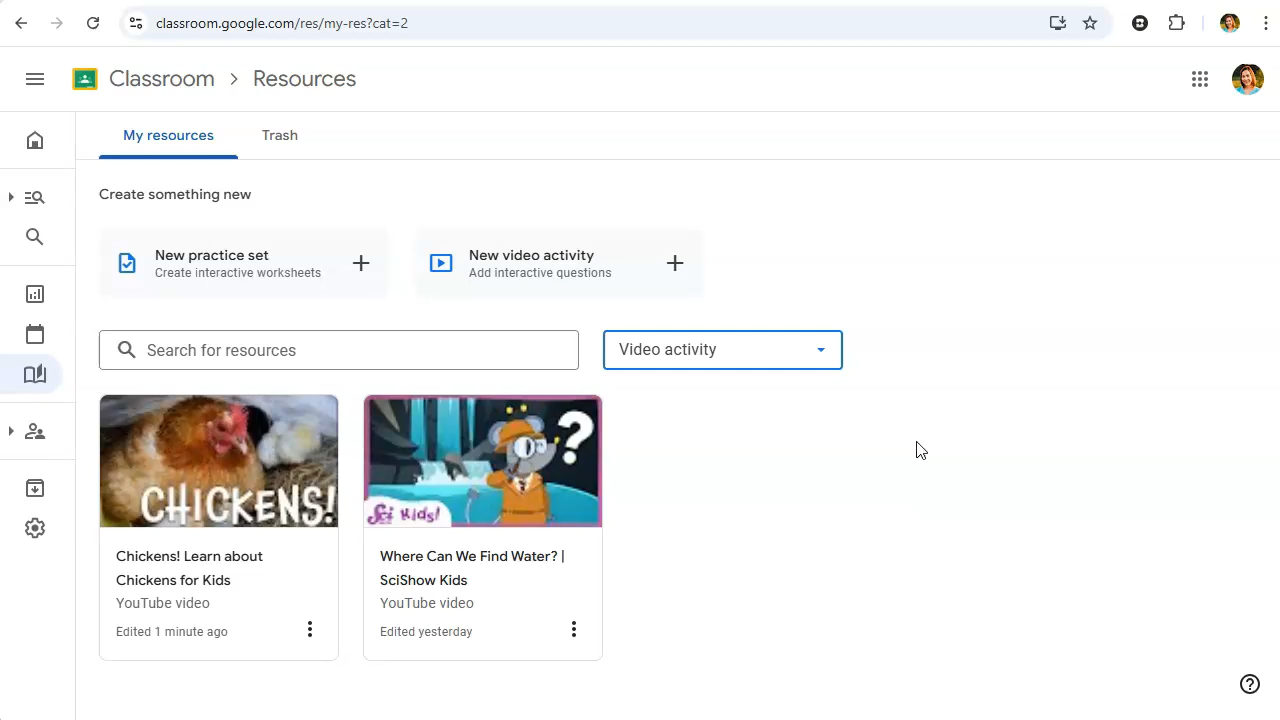 classroom.google.com/res/my-res?cat=2
Classroom > Resources
My resources
Trash
Create something new
New practice set
Create interactive worksheets
New video activity
Add interactive questions
Search for resources
Video activity
CHICKENS!
?
Sci Kids!
Chickens! Learn about
Chickens for Kids
YouTube video
Edited 1 minute ago
Where Can We Find Water? |
SciShow Kids
YouTube video
Edited yesterday